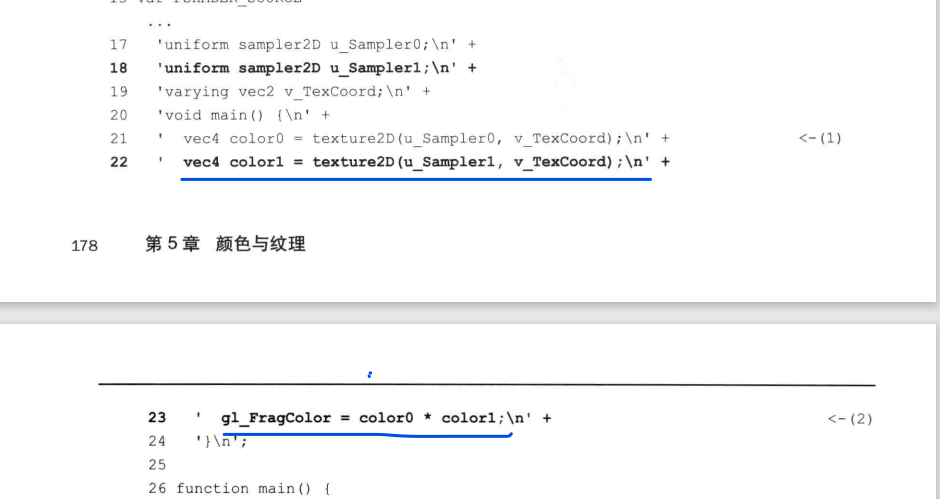 ...
17 'uniform sampler2D u_Sampler0;\n' +
18 'uniform sampler2D u_Sampler1;\n' +
19 'varying vec2 v_TexCoord;\n' +
20 'void main() {\n' +
21 ' vec4 color0 = texture2D(u_Sampler0, v_TexCoord);\n' + <-(1)
22 ' vec4 color1 = texture2D(u_Sampler1, v_TexCoord);\n' +
178 第 5 章 颜色与纹理
23 ' gl_FragColor = color0 * color1;\n' + <-(2)
24 '}\n';
25
26 function main() {